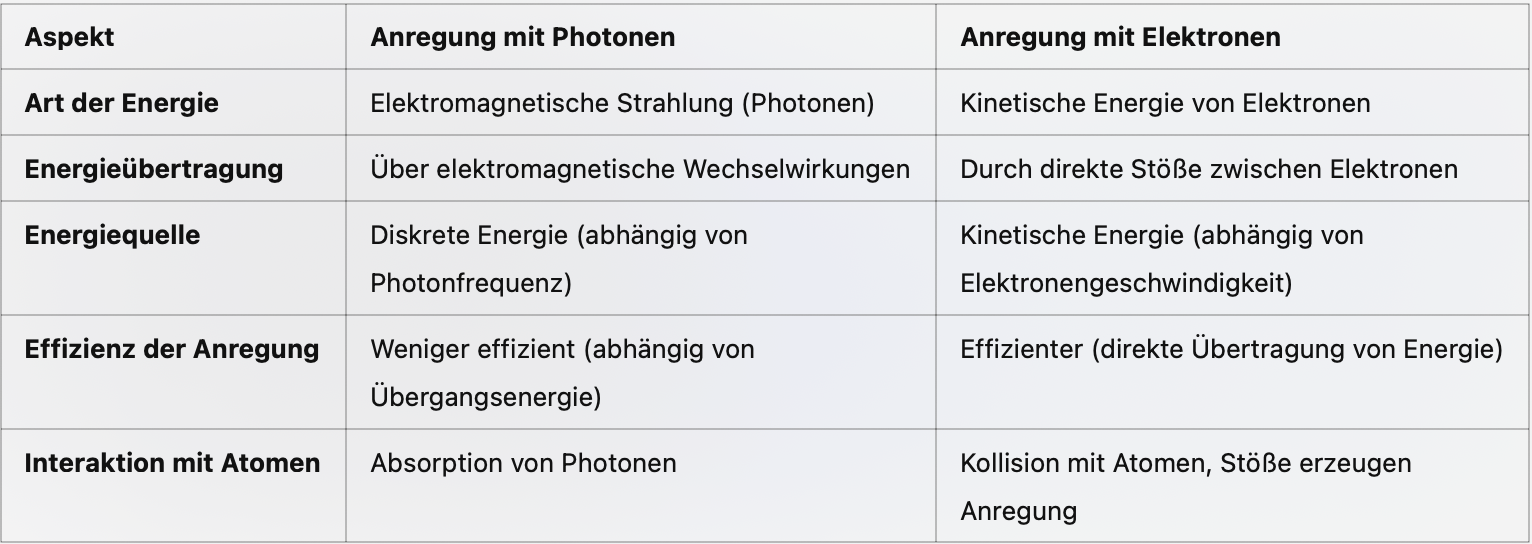 Aspekt
Anregung mit Photonen
Anregung mit Elektronen
Art der Energie
Elektromagnetische Strahlung (Photonen)
Kinetische Energie von Elektronen
Energieübertragung
Über elektromagnetische Wechselwirkungen
Durch direkte Stöße zwischen Elektronen
Energiequelle
Diskrete Energie (abhängig von
Photonfrequenz)
Kinetische Energie (abhängig von
Elektronengeschwindigkeit)
Effizienz der Anregung
Weniger effizient (abhängig von
Übergangsenergie)
Effizienter (direkte Übertragung von Energie)
Interaktion mit Atomen
Absorption von Photonen
Kollision mit Atomen, Stöße erzeugen
Anregung